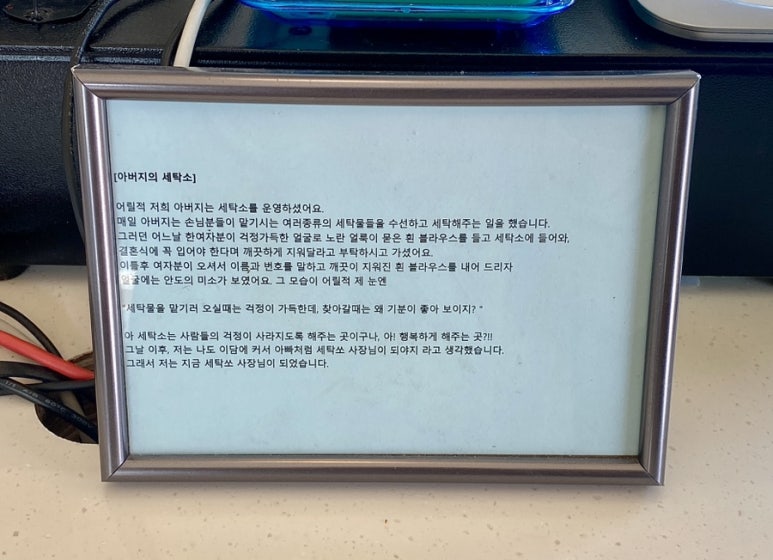 [아버지의 세탁소]
어릴적 저희 아버지는 세탁소를 운영하셨어요.
매일 아버지는 손님분들이 맡기시는 여러종류의 세탁물들을 수선하고 세탁해주는 일을 했습니다.
그러던 어느날 한여자분이 걱정가득한 얼굴로 노란 얼룩이 묻은 흰 블라우스를 들고 세탁소에 들어와,
결혼식에 꼭 입어야 한다며 깨끗하게 지워달라고 부탁하시고 가셨어요.
이틀후 여자분이 오셔서 이름과 번호를 말하고 깨끗이 지워진 흰 블라우스를 내어 드리자
얼굴에는 안도의 미소가 보였어요. 그 모습이 어릴적 제 눈엔
"세탁물을 맡기러 오실때는 걱정이 가득한데, 찾아갈때는 왜 기분이 좋아 보이지? "
아 세탁소는 사람들의 걱정이 사라지도록 해주는 곳이구나, 아! 행복하게 해주는 곳?!!
그날 이후, 저는 나도 이담에 커서 아빠처럼 세탁쏘 사장님이 되야지 라고 생각했습니다.
그래서 저는 지금 세탁쏘 사장님이 되었습니다.